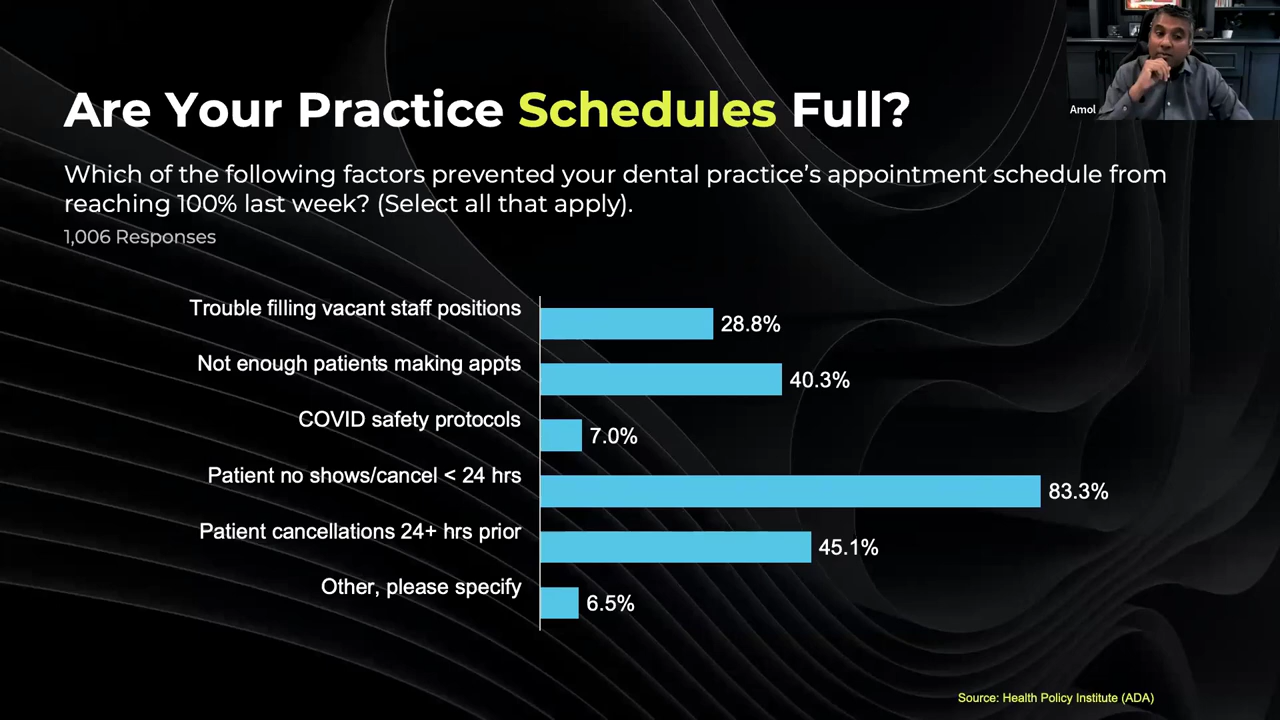 Are Your Practice Schedules Full?
Amol
Which of the following factors prevented your dental practice’s appointment schedule from
reaching 100% last week? (Select all that apply).
1,006 Responses
Trouble filling vacant staff positions
28.8%
Not enough patients making appts
40.3%
COVID safety protocols
7.0%
Patient no shows/cancel < 24 hrs
83.3%
Patient cancellations 24+ hrs prior
45.1%
Other, please specify
6.5%
Source: Health Policy Institute (ADA)